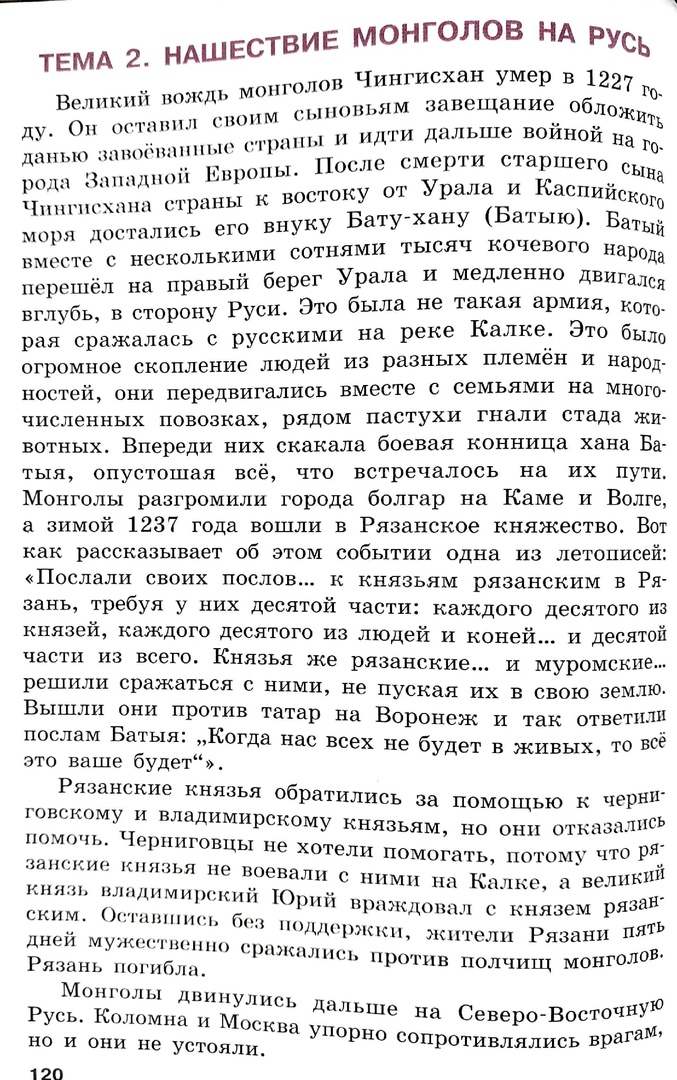 ТЕМА 2. НАШЕСТВИЕ МОНГОЛОВ НА РУСЬ
Великий вождь монголов Чингисхан умер в 1227 го-
ду. Он оставил своим сыновьям завещание обложить
данью завоёванные страны и идти дальше войной на го-
рода Западной Европы. После смерти старшего сына
Чингисхана страны к востоку от Урала и Каспийского
моря достались его внуку Бату-хану (Батыю). Батый
вместе с несколькими сотнями тысяч кочевого народа
перешёл на правый берег Урала и медленно двигался
вглубь, в сторону Руси. Это была не такая армия, кото-
рая сражалась с русскими на реке Калке. Это было
огромное скопление людей из разных племён и народ-
ностей, они передвигались вместе с семьями на много-
численных повозках, рядом пастухи гнали стада жи-
вотных. Впереди них скакала боевая конница хана Ба-
тыя, опустошая всё, что встречалось на их пути.
Монголы разгромили города болгар на Каме и Волге,
а зимой 1237 года вошли в Рязанское княжество. Вот
как рассказывает об этом событии одна из летописей:
«Послали своих послов... к князьям рязанским в Ря-
зань, требуя у них десятой части: каждого десятого из
князей, каждого десятого из людей и коней... и десятой
части из всего. Князья же рязанские... и муромские...
решили сражаться с ними, не пуская их в свою землю.
Вышли они против татар на Воронеж и так ответили
послам Батыя: „Когда нас всех не будет в живых, то всё
это ваше будет“».
Рязанские князья обратились за помощью к черни-
говскому и владимирскому князьям, но они отказались
помочь. Черниговцы не хотели помогать, потому что ря-
занские князья не воевали с ними на Калке, а великий
князь владимирский Юрий враждовал с князем рязан-
ским. Оставшись без поддержки, жители Рязани пять
дней мужественно сражались против полчищ монголов.
Рязань погибла.
Монголы двинулись дальше на Северо-Восточную
Русь. Коломна и Москва упорно сопротивлялись врагам,
но и они не устояли.
120